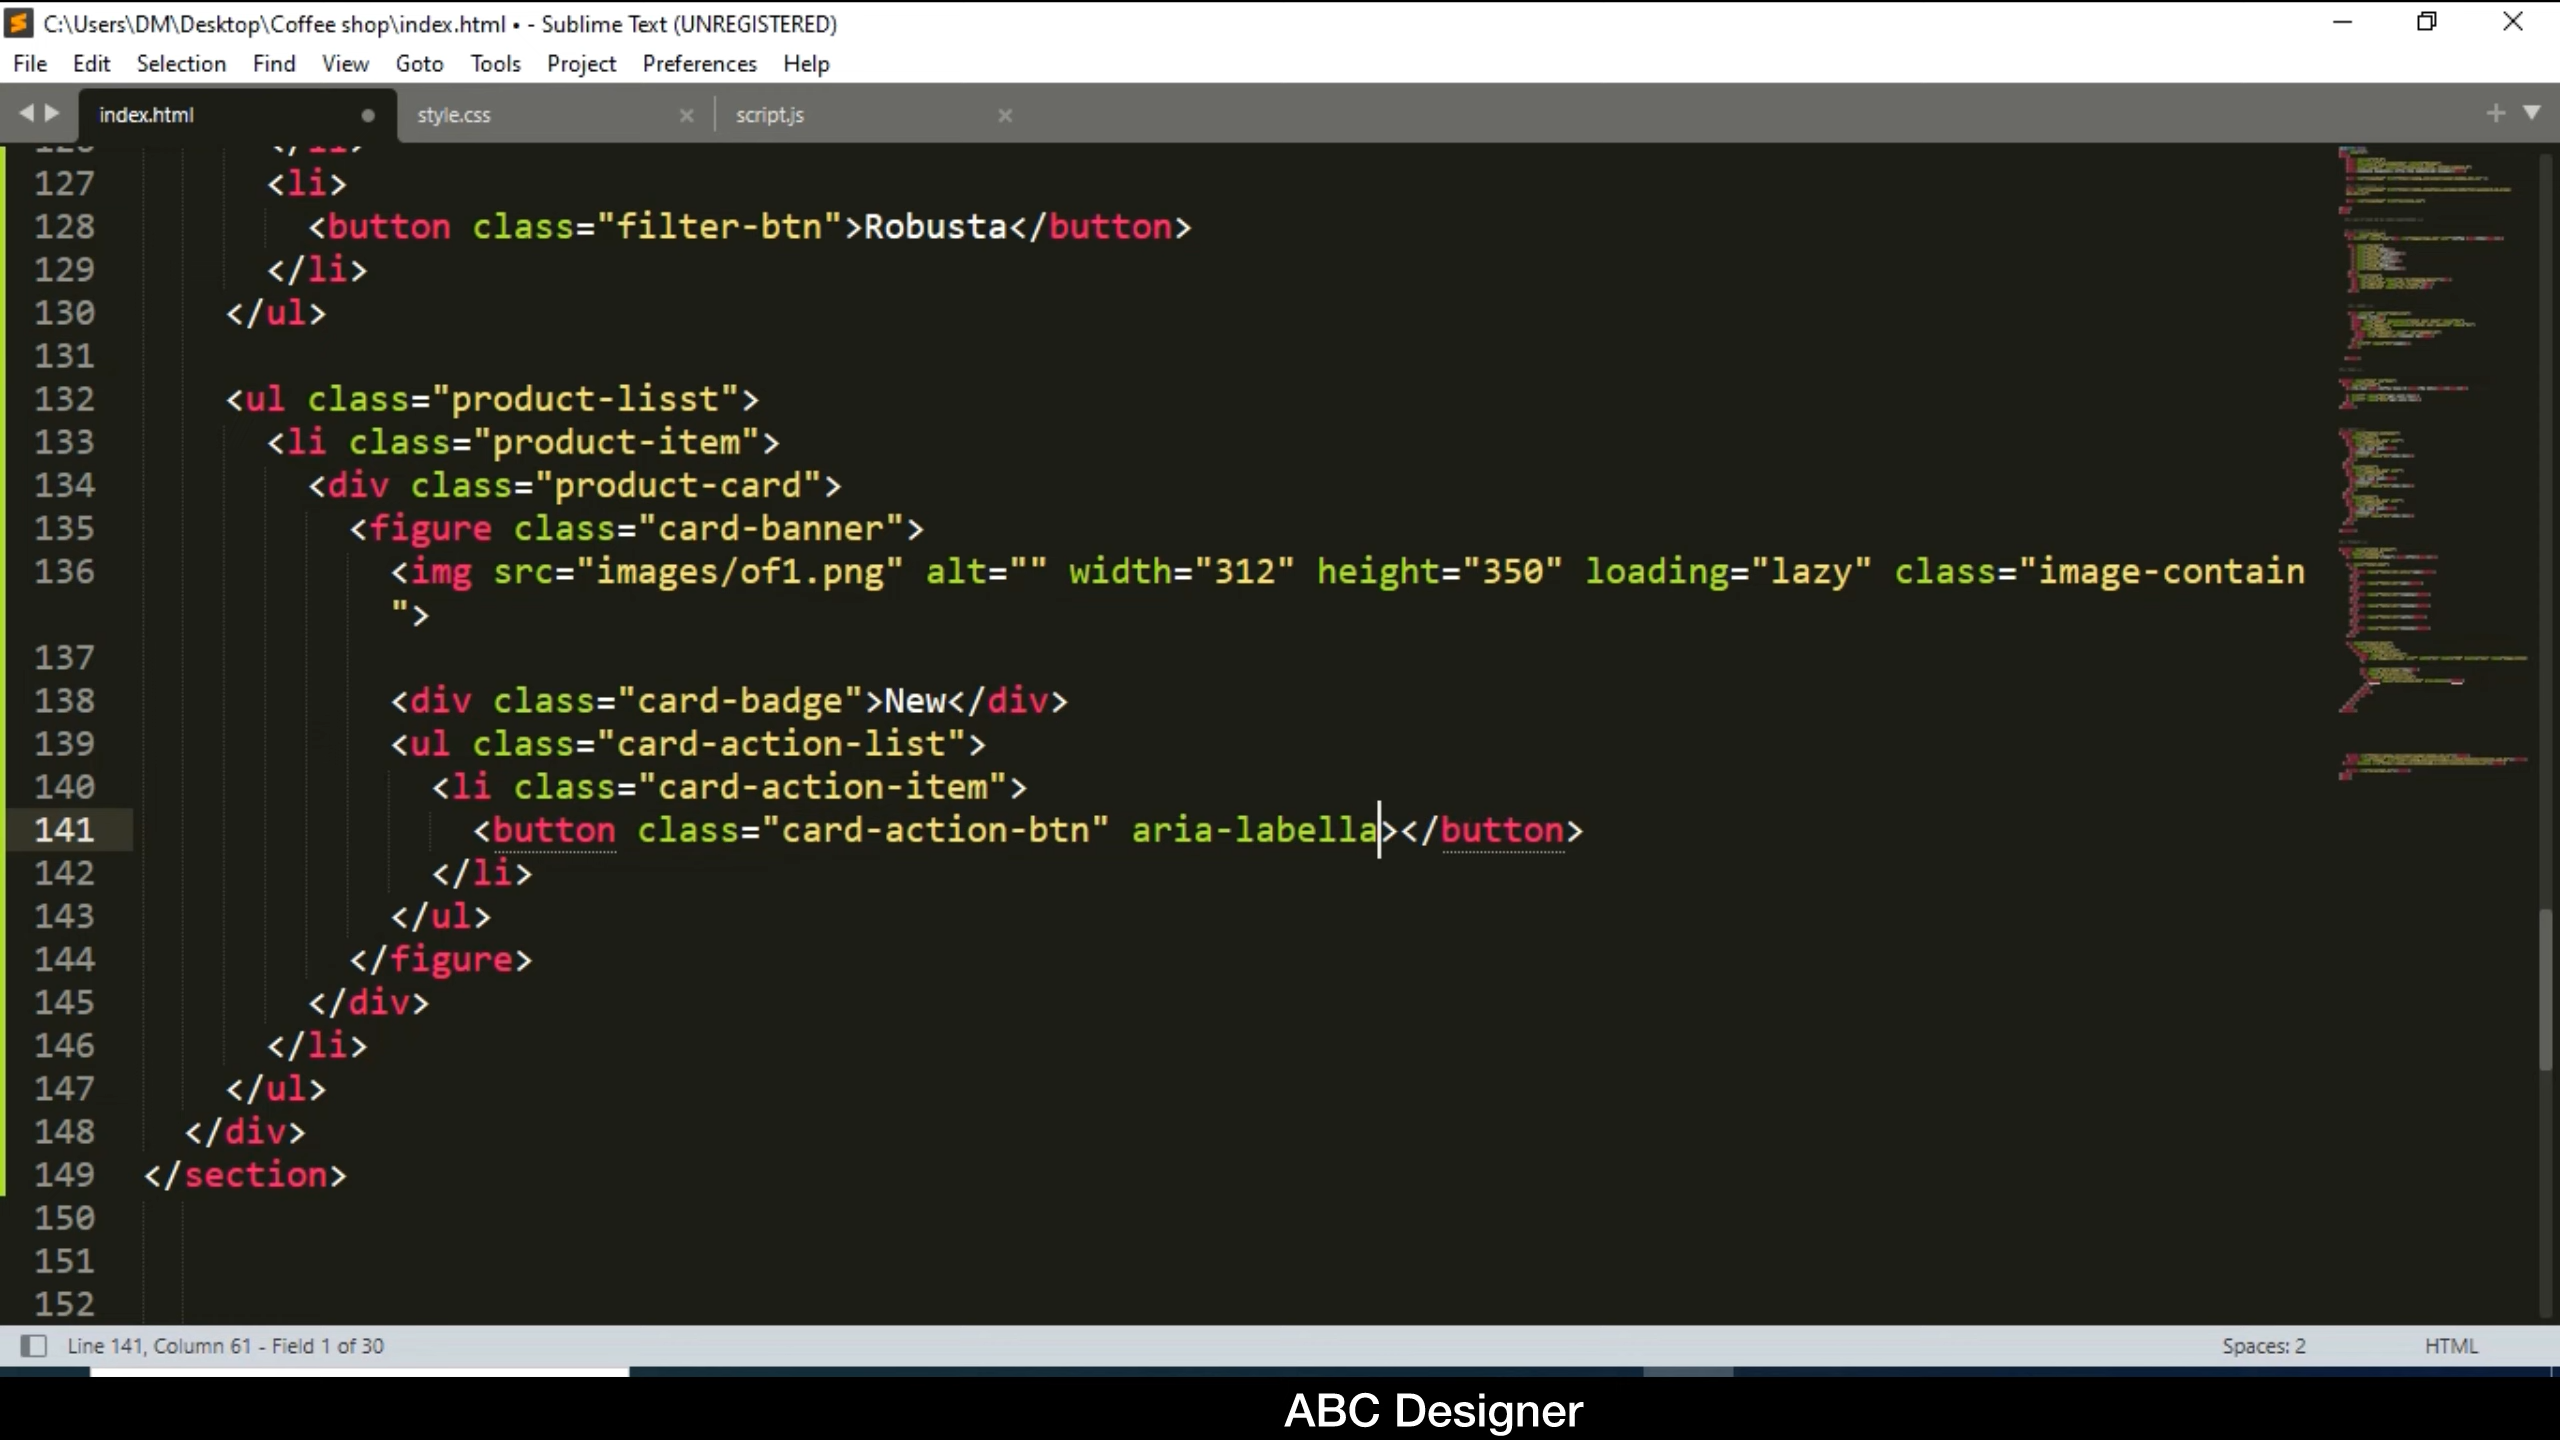 C:\Users\DM\Desktop\Coffee shop\index.html • - Sublime Text (UNREGISTERED)
File Edit Selection Find View Goto Tools Project Preferences Help
index.html style.css script.js
126 </li>
127 <li>
128 <button class="filter-btn">Robusta</button>
129 </li>
130 </ul>
131
132 <ul class="product-lisst">
133 <li class="product-item">
134 <div class="product-card">
135 <figure class="card-banner">
136 <img src="images/of1.png" alt="" width="312" height="350" loading="lazy" class="image-contain
">
137
138 <div class="card-badge">New</div>
139 <ul class="card-action-list">
140 <li class="card-action-item">
141 <button class="card-action-btn" aria-labella></button>
142 </li>
143 </ul>
144 </figure>
145 </div>
146 </li>
147 </ul>
148 </div>
149 </section>
150
151
152
Line 141, Column 61 - Field 1 of 30 Spaces: 2 HTML
ABC Designer